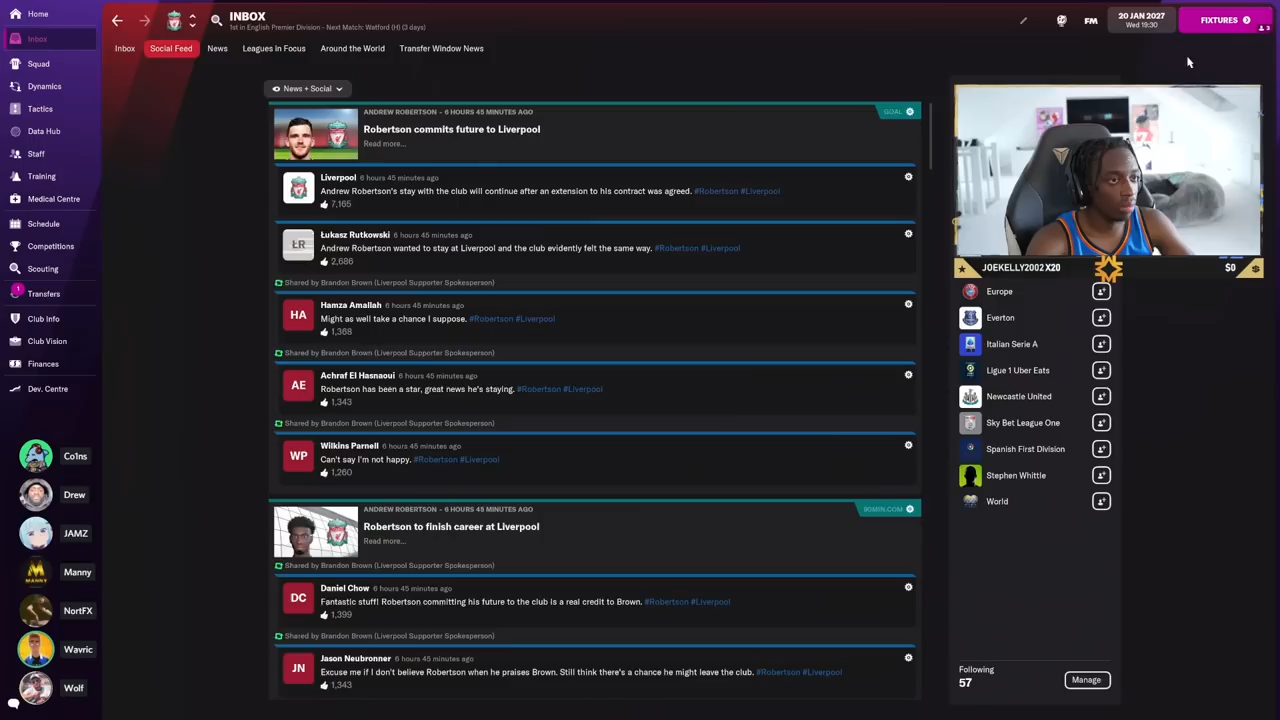 Home
Inbox
Squad
Dynamics
Tactics
Data Hub
Staff
Training
Medical Centre
Schedule
Competitions
Scouting
1
Transfers
Club Info
Club Vision
Finances
Dev. Centre
Co1ns
Drew
JAMZ
Manny
MANNY
NortFX
Wavric
Wolf
INBOX
1st in English Premier Division - Next Match: Watford (H) (3 days)
FM
20 JAN 2027
Wed 19:30
FIXTURES
3
Inbox Social Feed News Leagues In Focus Around the World Transfer Window News
News + Social
ANDREW ROBERTSON - 6 HOURS 45 MINUTES AGO
GOAL
Robertson commits future to Liverpool
Read more...
Liverpool 6 hours 45 minutes ago
Andrew Robertson's stay with the club will continue after an extension to his contract was agreed. #Robertson #Liverpool
7,165
ŁR
Łukasz Rutkowski 6 hours 45 minutes ago
Andrew Robertson wanted to stay at Liverpool and the club evidently felt the same way. #Robertson #Liverpool
2,686
Shared by Brandon Brown (Liverpool Supporter Spokesperson)
HA
Hamza Amallah 6 hours 45 minutes ago
Might as well take a chance I suppose. #Robertson #Liverpool
1,368
Shared by Brandon Brown (Liverpool Supporter Spokesperson)
AE
Achraf El Hasnaoui 6 hours 45 minutes ago
Robertson has been a star, great news he's staying. #Robertson #Liverpool
1,343
Shared by Brandon Brown (Liverpool Supporter Spokesperson)
WP
Wilkins Parnell 6 hours 45 minutes ago
Can't say I'm not happy. #Robertson #Liverpool
1,260
ANDREW ROBERTSON - 6 HOURS 45 MINUTES AGO
90MIN.COM
Robertson to finish career at Liverpool
Read more...
Shared by Brandon Brown (Liverpool Supporter Spokesperson)
DC
Daniel Chow 6 hours 45 minutes ago
Fantastic stuff! Robertson committing his future to the club is a real credit to Brown. #Robertson #Liverpool
1,399
Shared by Brandon Brown (Liverpool Supporter Spokesperson)
JN
Jason Neubronner 6 hours 45 minutes ago
Excuse me if I don't believe Robertson when he praises Brown. Still think there's a chance he might leave the club. #Robertson #Liverpool
1,343
JOEKELLY2002 X20
$0
Europe
Everton
Italian Serie A
Ligue 1 Uber Eats
Newcastle United
Sky Bet League One
Spanish First Division
Stephen Whittle
World
Following
57
Manage